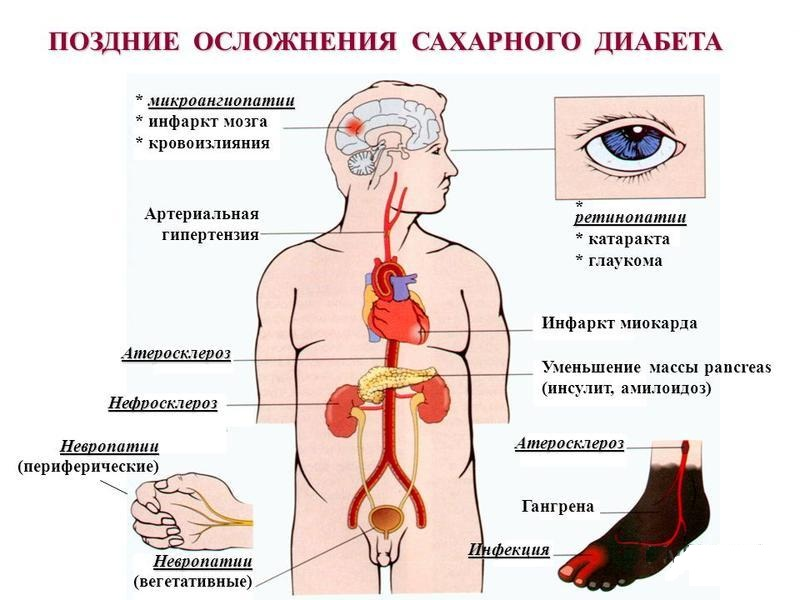 ПОЗДНИЕ ОСЛОЖНЕНИЯ САХАРНОГО ДИАБЕТА
* микроангиопатии
* инфаркт мозга
* кровоизлияния
*
ретинопатии
* катаракта
* глаукома
Артериальная
гипертензия
Инфаркт миокарда
Атеросклероз
Уменьшение массы pancreas
(инсулит, амилоидоз)
Нефросклероз
Невропатии
(периферические)
Атеросклероз
Гангрена
Инфекция
Невропатии
(вегетативные)